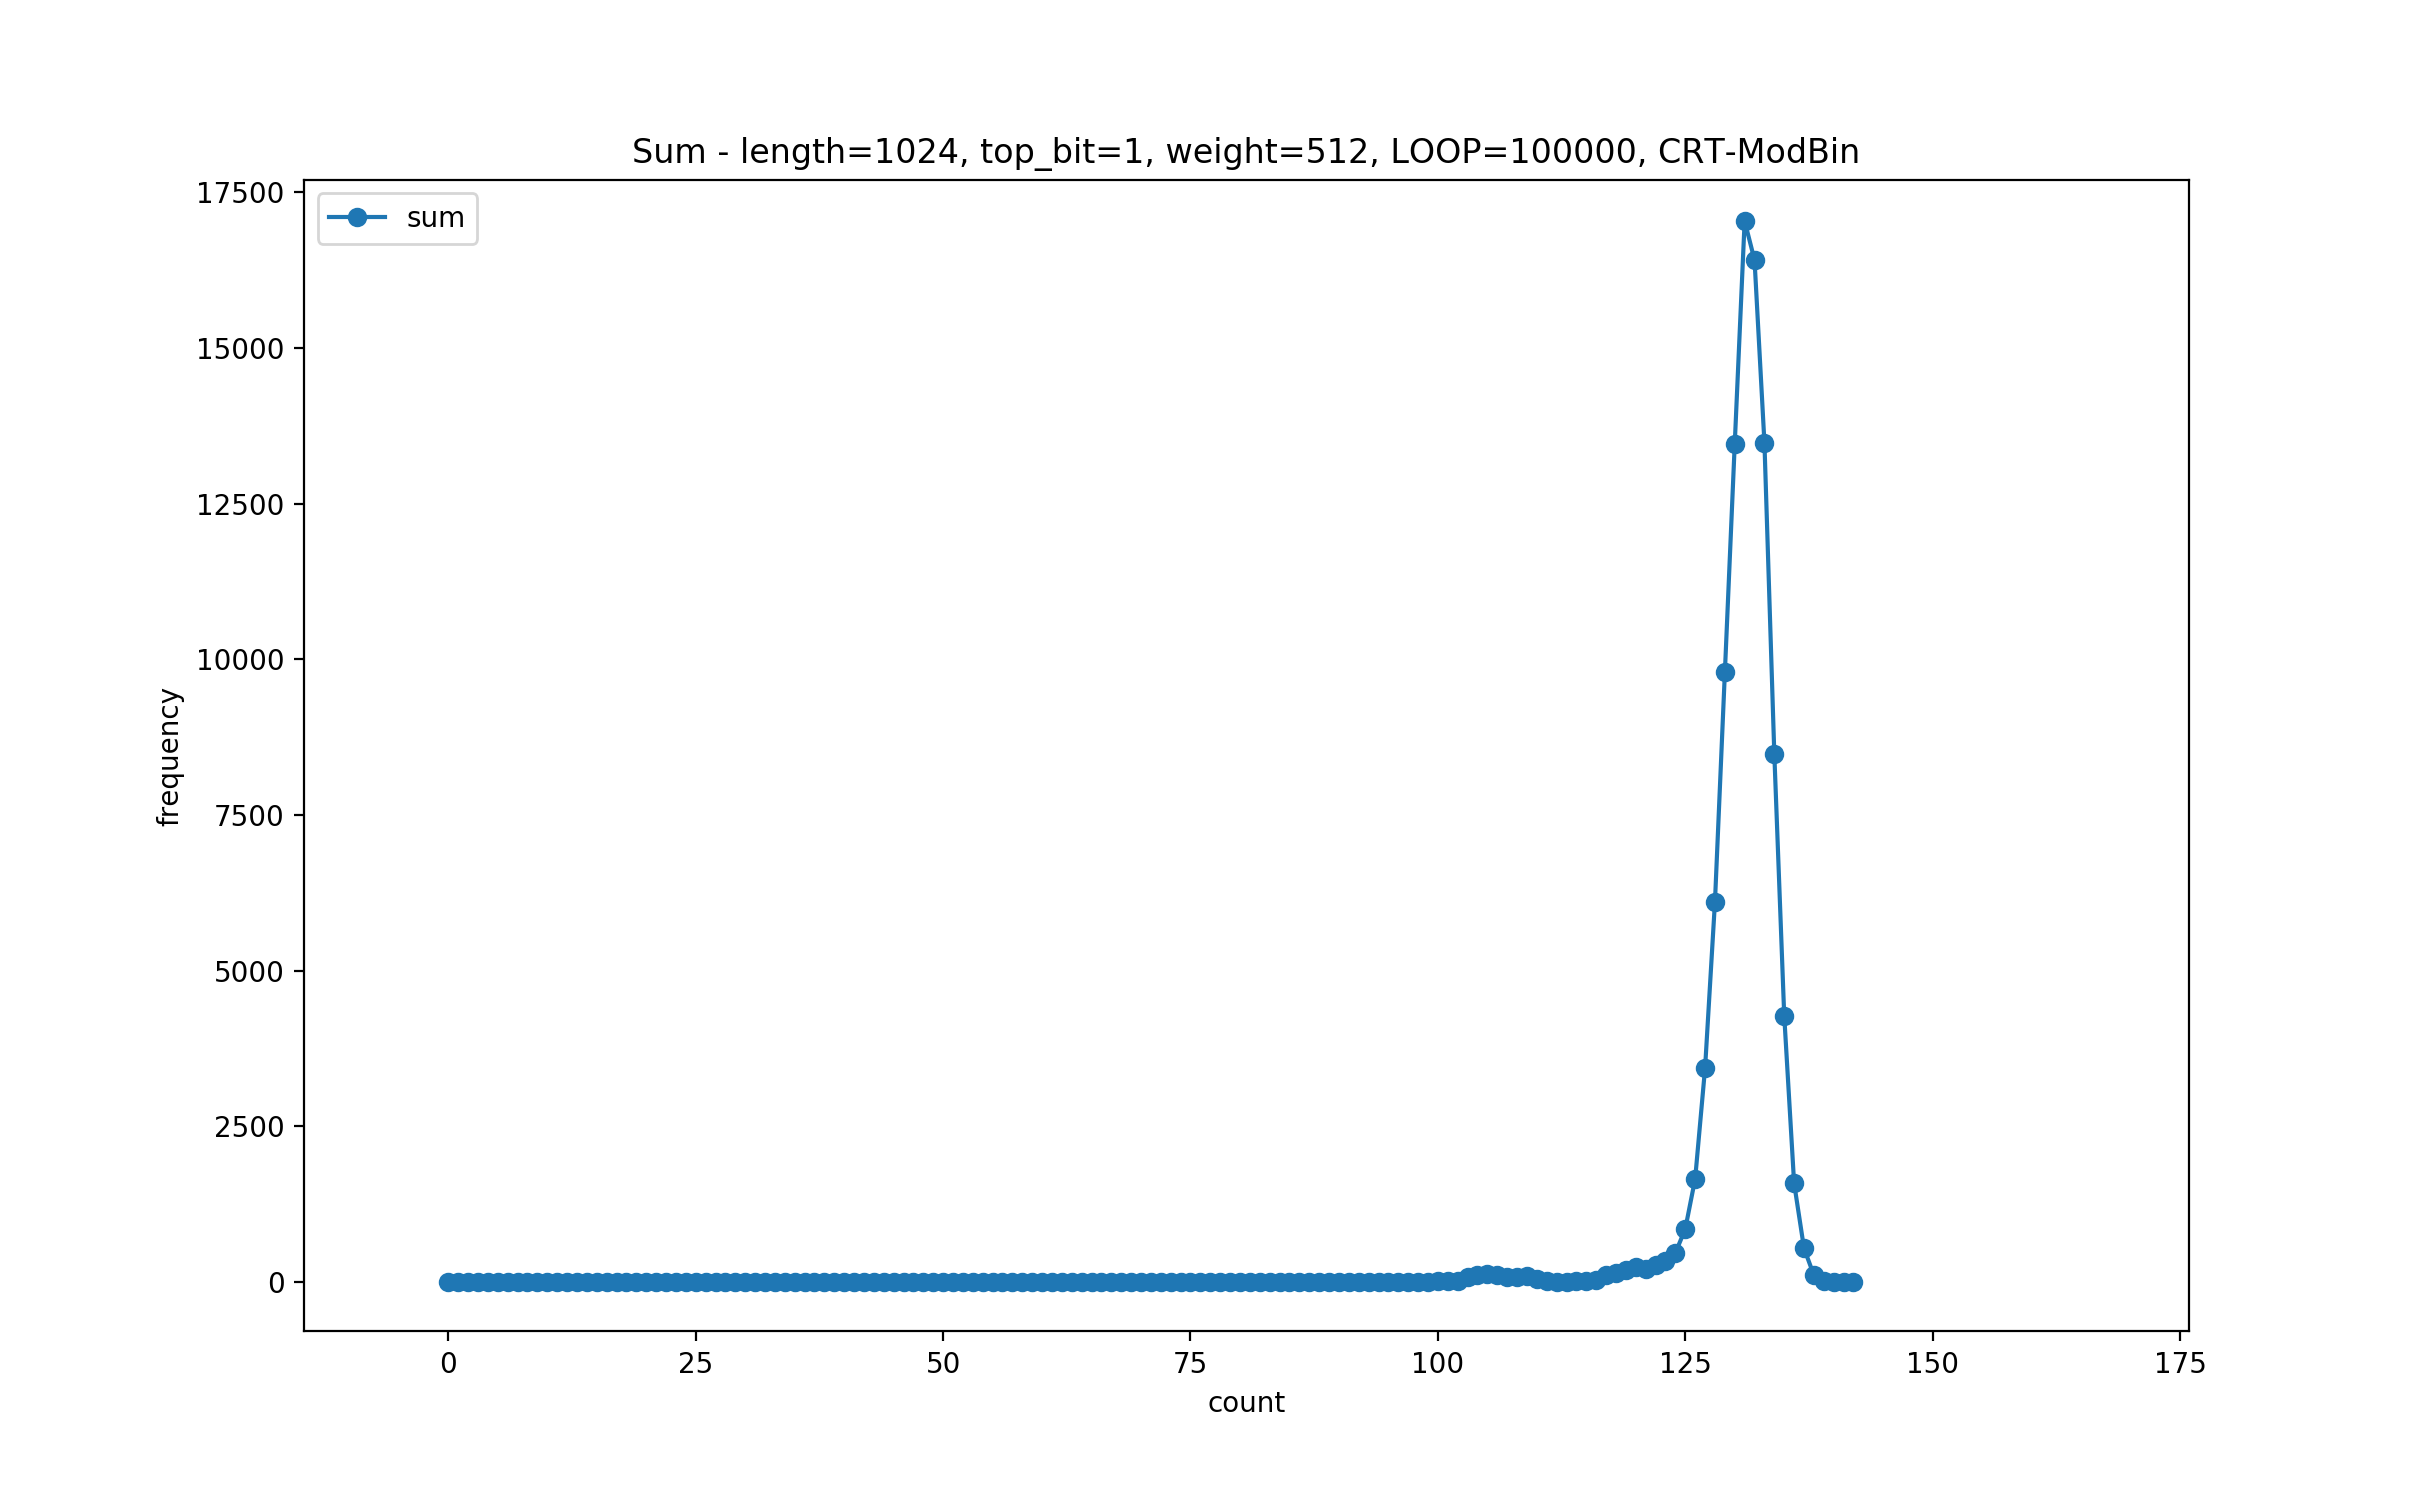 Sum - length=1024, top_bit=1, weight=512, LOOP=100000, CRT-ModBin
sum
17500
15000
12500
10000
7500
5000
2500
0
frequency
0 25 50 75 100 125 150 175
count